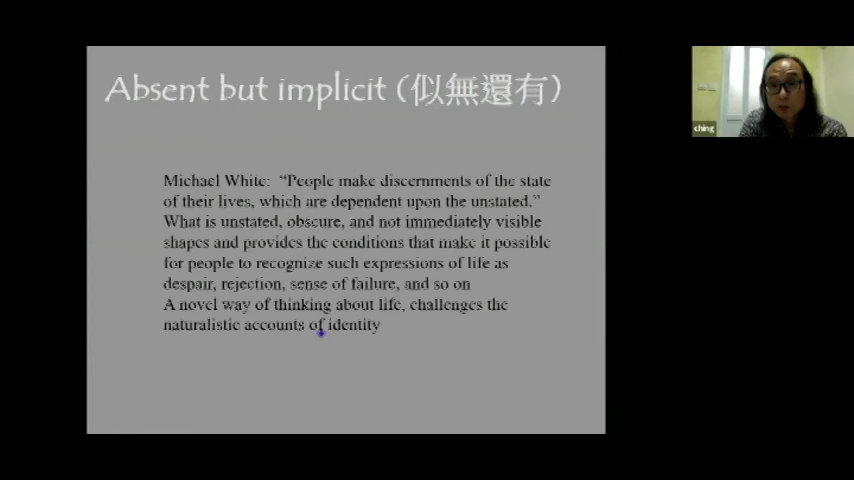 Absent but implicit (似無還有)
Michael White: “People make discernments of the state
of their lives, which are dependent upon the unstated.”
What is unstated, obscure, and not immediately visible
shapes and provides the conditions that make it possible
for people to recognize such expressions of life as
despair, rejection, sense of failure, and so on
A novel way of thinking about life, challenges the
naturalistic accounts of identity
ching